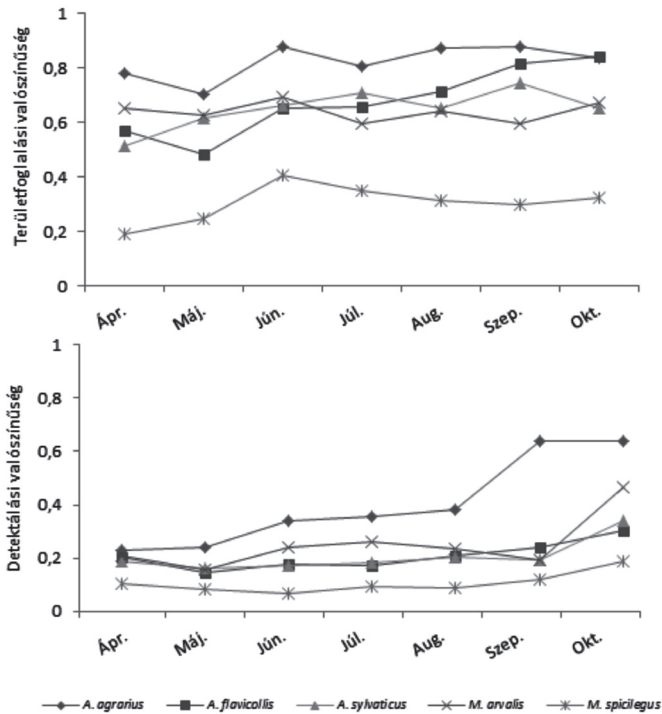 Területfoglalási valószínűség
1
0,8
0,6
0,4
0,2
0
Ápr. Máj. Jún. Júl. Aug. Szep. Okt.
Detektálási valószínűség
1
0,8
0,6
0,4
0,2
0
Ápr. Máj. Jún. Júl. Aug. Szep. Okt.
A. agrarius A. flavicollis A. sylvaticus M. arvalis M. spicilegus